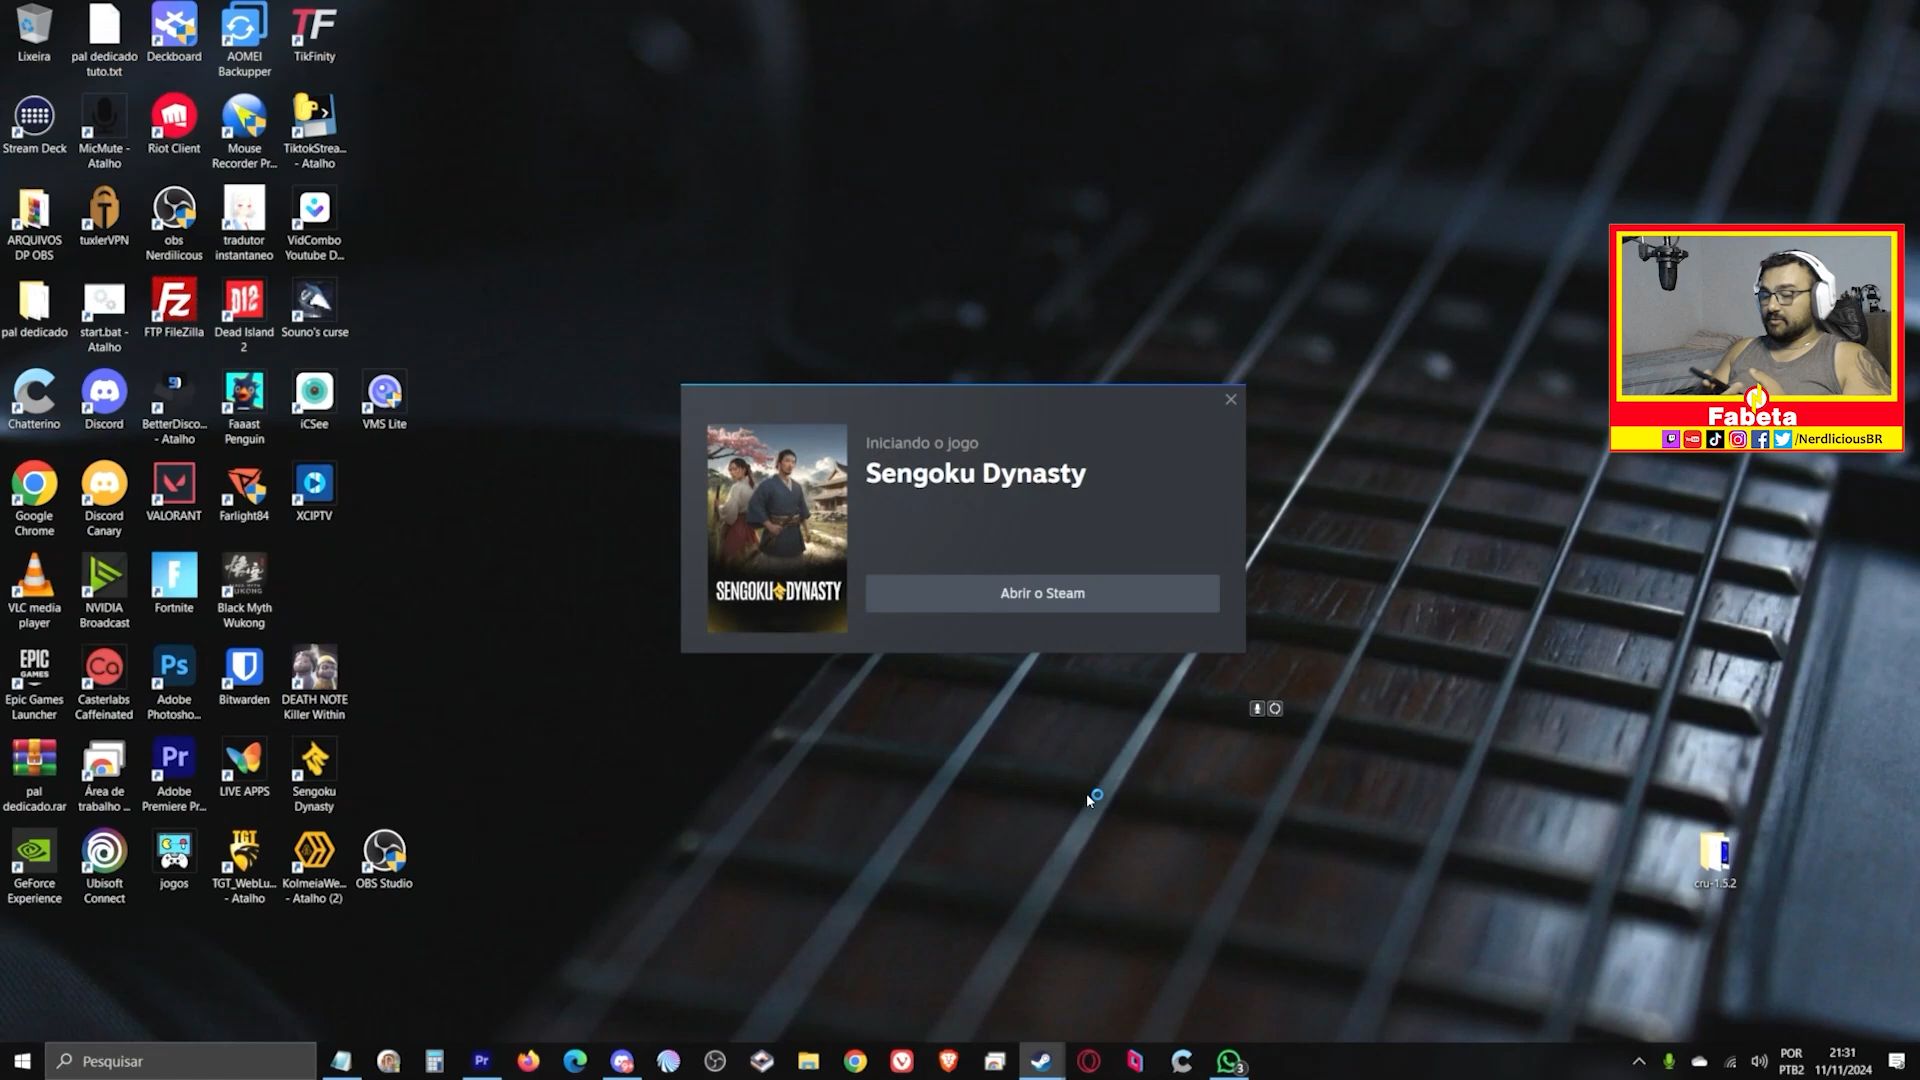 Lixeira
pal dedicado
tuto.txt
Deckboard
AOMEI
Backupper
TikFinity
Stream Deck
MicMute -
Atalho
Riot Client
Mouse
Recorder Pr...
TiktokStrea...
- Atalho
ARQUIVOS
DP OBS
tuxlerVPN
obs
Nerdilicous
tradutor
instantaneo
VidCombo
Youtube D...
pal dedicado
start.bat -
Atalho
FTP FileZilla
Dead Island
2
Souno's curse
Chatterino
Discord
BetterDisco...
- Atalho
Faaast
Penguin
iCSee
VMS Lite
Google
Chrome
Discord
Canary
VALORANT
Farlight84
XCIPTV
VLC media
player
NVIDIA
Broadcast
Fortnite
Black Myth
Wukong
EPIC
GAMES
Epic Games
Launcher
Casterlabs
Caffeinated
Adobe
Photosho...
Bitwarden
DEATH NOTE
Killer Within
pal
dedicado.rar
Área de
trabalho ...
Adobe
Premiere Pr...
LIVE APPS
Sengoku
Dynasty
GeForce
Experience
Ubisoft
Connect
jogos
TGT
TGT_WebLu...
- Atalho
KolmeiaWe...
- Atalho (2)
OBS Studio
Iniciando o jogo
Sengoku Dynasty
SENGOKU DYNASTY
Abrir o Steam
Fabeta
/NerdliciousBR
cru-1.5.2
Pesquisar
Pr
3
POR
PTB2
21:31
11/11/2024